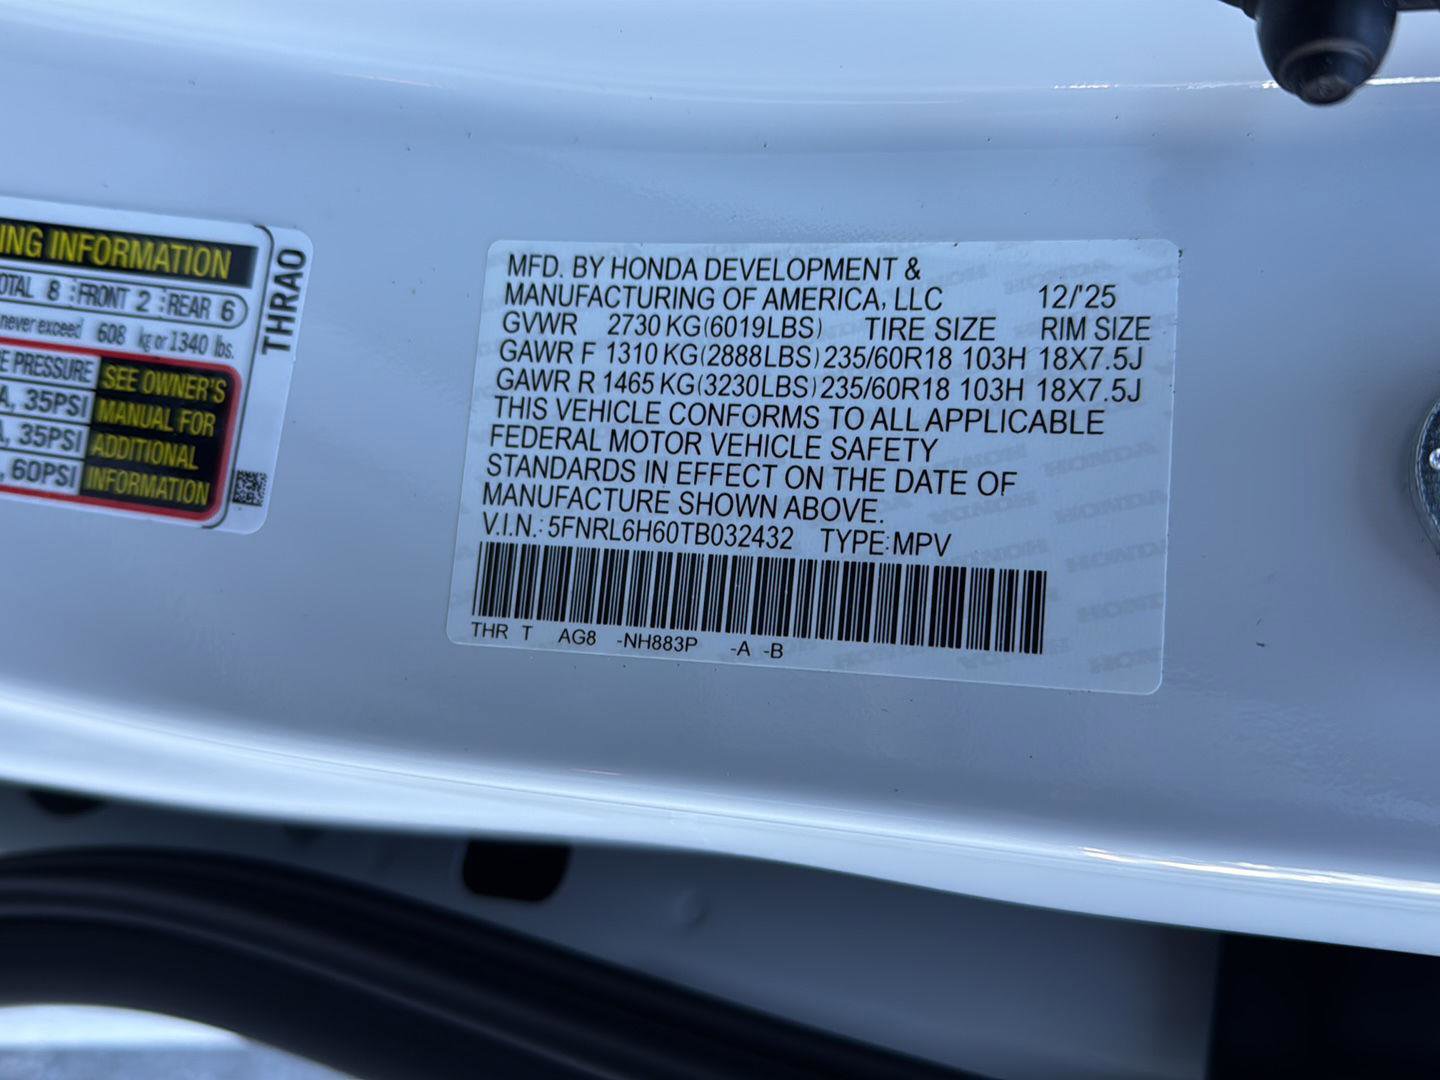 ING INFORMATION
OTAL 8 FRONT 2 REAR 6
never exceed 608 kg or 1340 lbs.
E PRESSURE
A, 35PSI
A, 35PSI
, 60PSI
SEE OWNER'S
MANUAL FOR
ADDITIONAL
INFORMATION
THRA0
MFD. BY HONDA DEVELOPMENT &
MANUFACTURING OF AMERICA, LLC 12/'25
GVWR 2730 KG(6019LBS) TIRE SIZE RIM SIZE
GAWR F 1310 KG(2888LBS) 235/60R18 103H 18X7.5J
GAWR R 1465 KG(3230LBS) 235/60R18 103H 18X7.5J
THIS VEHICLE CONFORMS TO ALL APPLICABLE
FEDERAL MOTOR VEHICLE SAFETY
STANDARDS IN EFFECT ON THE DATE OF
MANUFACTURE SHOWN ABOVE.
V.I.N.: 5FNRL6H60TB032432 TYPE:MPV
THR T AG8 -NH883P -A -B